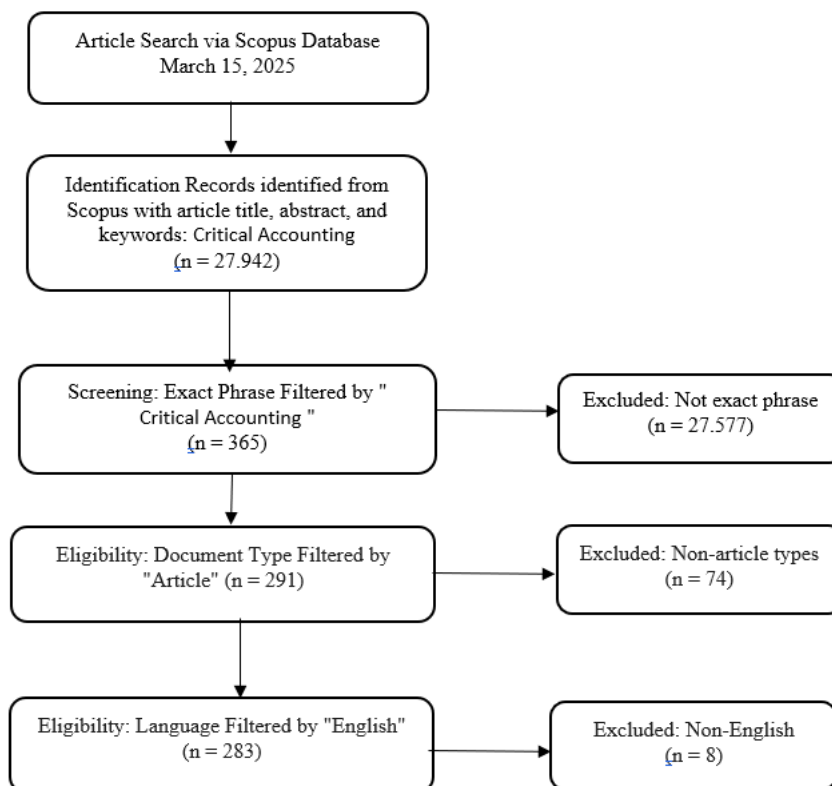 Article Search via Scopus Database
March 15, 2025
Identification Records identified from
Scopus with article title, abstract, and
keywords: Critical Accounting
(n = 27.942)
Screening: Exact Phrase Filtered by "
Critical Accounting "
(n = 365)
Excluded: Not exact phrase
(n = 27.577)
Eligibility: Document Type Filtered by
"Article" (n = 291)
Excluded: Non-article types
(n = 74)
Eligibility: Language Filtered by "English"
(n = 283)
Excluded: Non-English
(n = 8)